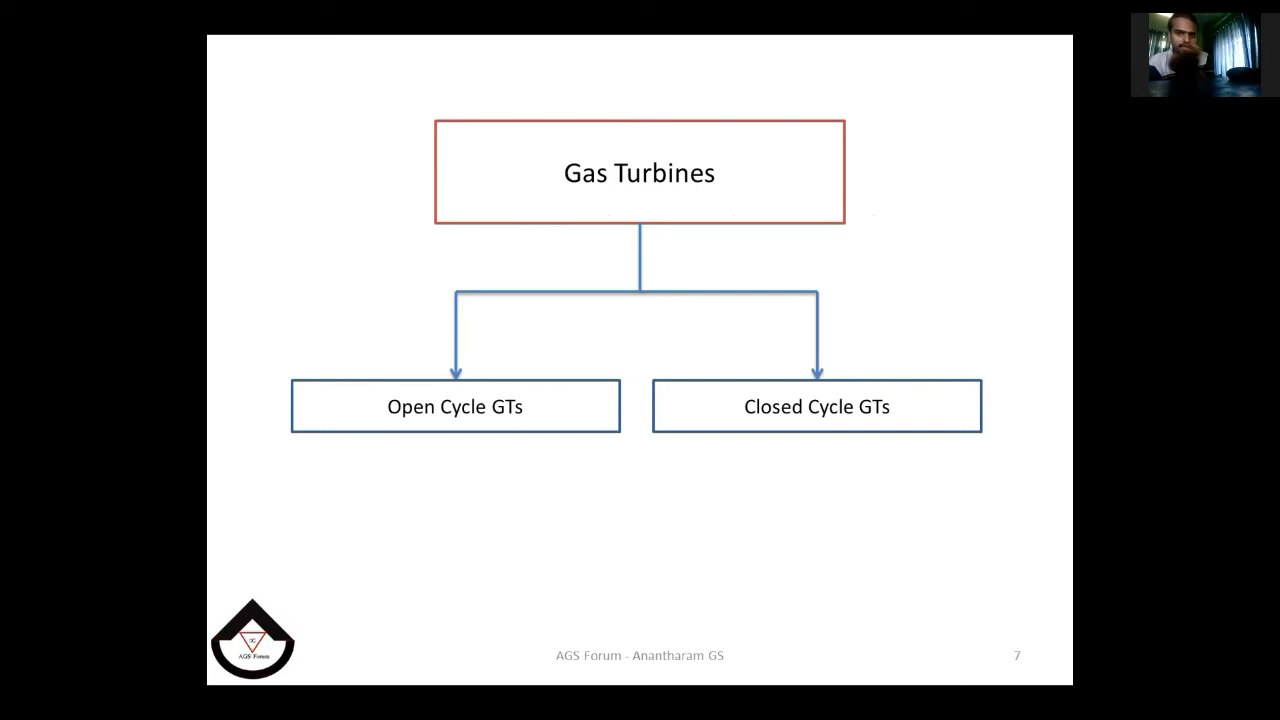 Gas Turbines
Open Cycle GTs
Closed Cycle GTs
∞
AGS Forum
AGS Forum - Anantharam GS
7